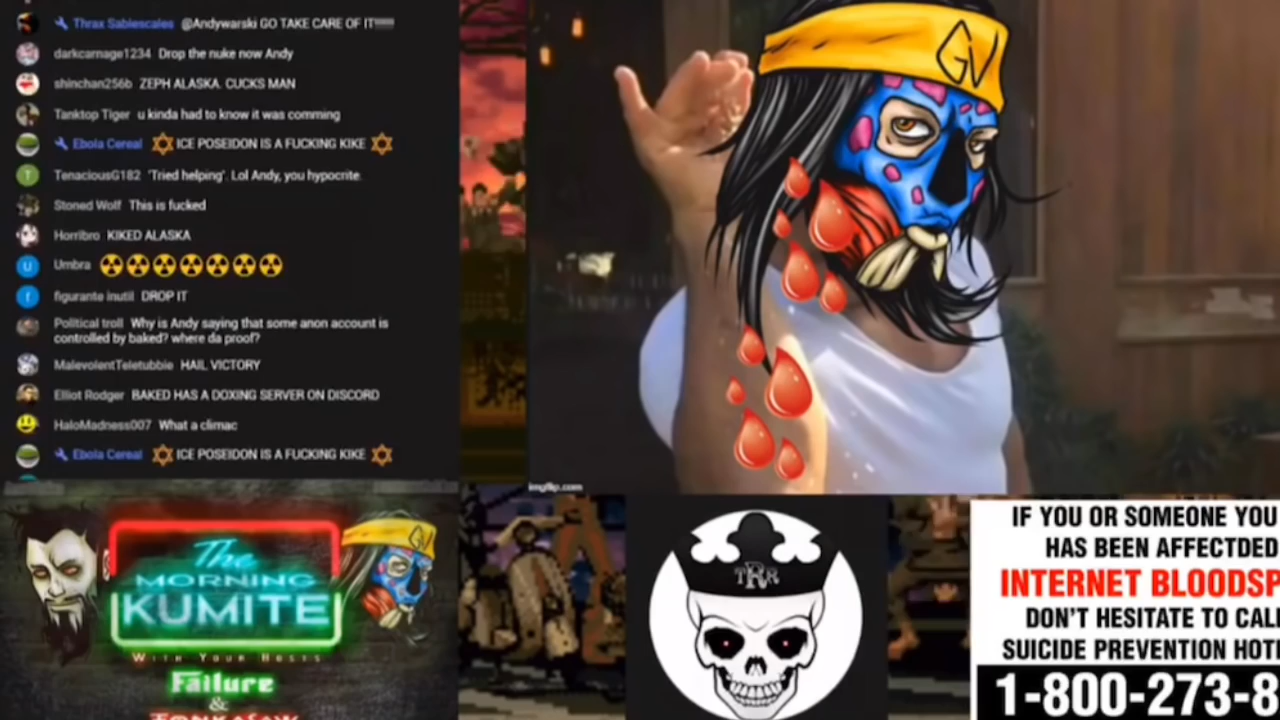 Thrax Sabiescales @Andywarski GO TAKE CARE OF IT!!!!!!!
darkcarnage1234 Drop the nuke now Andy
shinchan256b ZEPH ALASKA. CUCKS MAN
Tanktop Tiger u kinda had to know it was comming
Ebola Cereal ✡ ICE POSEIDON IS A FUCKING KIKE ✡
T
TenaciousG182 'Tried helping'. Lol Andy, you hypocrite.
Stoned Wolf This is fucked
Horribro KIKED ALASKA
U
Umbra ☢☢☢☢☢☢☢
f
figurante inutil DROP IT
Political troll Why is Andy saying that some anon account is
controlled by baked? where da proof?
MalevolentTeletubbie HAIL VICTORY
Elliot Rodger BAKED HAS A DOXING SERVER ON DISCORD
HaloMadness007 What a climac
Ebola Cereal ✡ ICE POSEIDON IS A FUCKING KIKE ✡
GV
imgflip.com
The
MORNING
KUMITE
WITH YOUR HOSTS
Failure
&
GV
TRR
IF YOU OR SOMEONE YOU
HAS BEEN AFFECTDED
INTERNET BLOODSP
DON'T HESITATE TO CAL
SUICIDE PREVENTION HOT
1-800-273-8